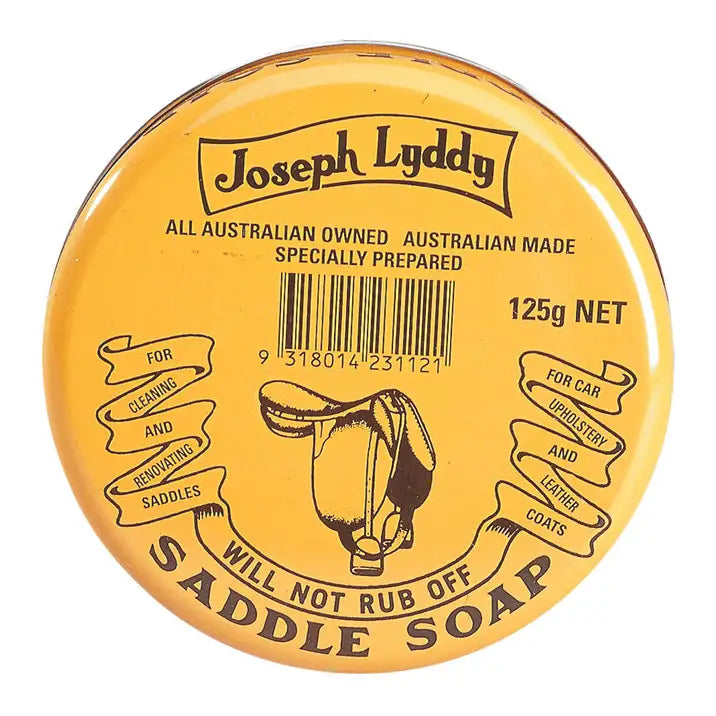 Joseph Lyddy
ALL AUSTRALIAN OWNED AUSTRALIAN MADE
SPECIALLY PREPARED
125g NET
9 318014 231121
FOR
CLEANING
AND
RENOVATING
SADDLES
FOR CAR
UPHOLSTERY
AND
LEATHER
COATS
WILL NOT RUB OFF
SADDLE SOAP